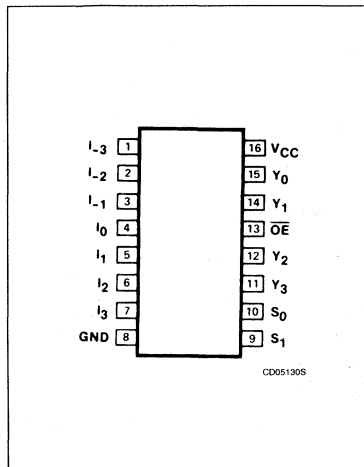 I-3 1
I-2 2
I-1 3
I0 4
I1 5
I2 6
I3 7
GND 8
16 VCC
15 Y0
14 Y1
13 O̅E̅
12 Y2
11 Y3
10 S0
9 S1
CD05130S